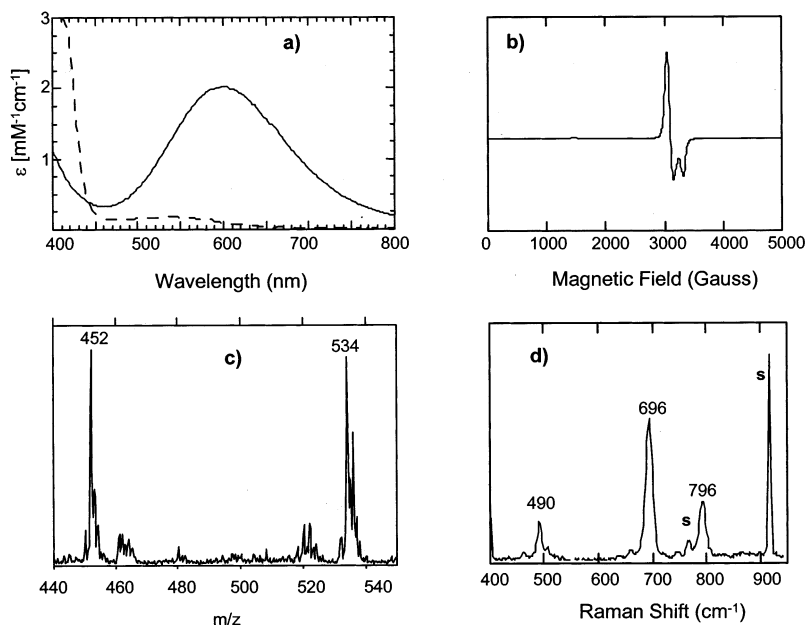 a)
3
2
1
ε [mM-1cm-1]
400 500 600 700 800
Wavelength (nm)
b)
0 1000 2000 3000 4000 5000
Magnetic Field (Gauss)
c)
452
534
440 460 480 500 520 540
m/z
d)
490
696
s
796
s
400 500 600 700 800 900
Raman Shift (cm-1)